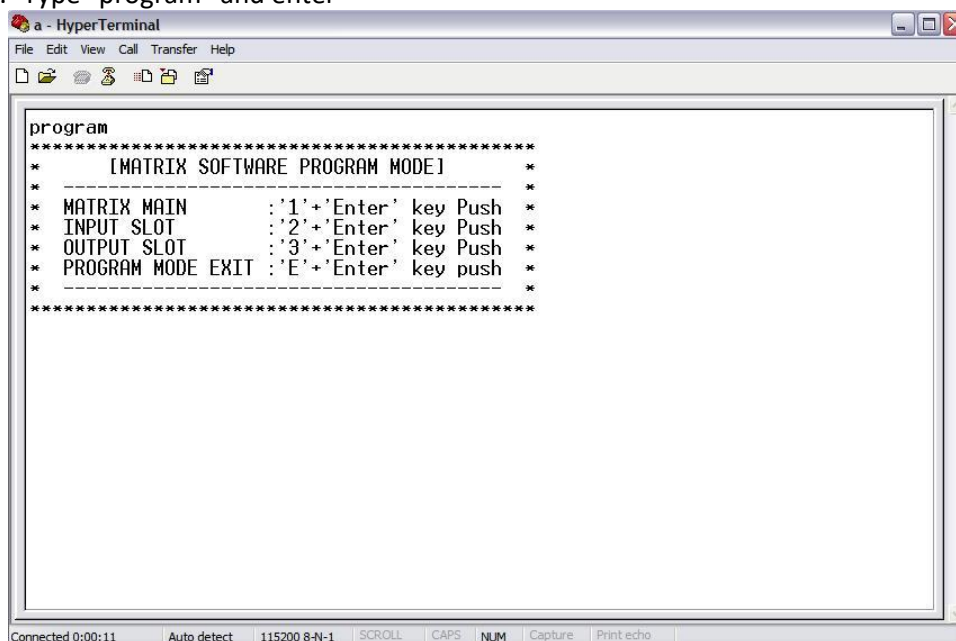 Type "program" and enter
a - HyperTerminal
File Edit View Call Transfer Help
program
*********************************************
* [MATRIX SOFTWARE PROGRAM MODE] *
* --------------------------------------- *
* MATRIX MAIN :'1'+'Enter' key Push *
* INPUT SLOT :'2'+'Enter' key Push *
* OUTPUT SLOT :'3'+'Enter' key Push *
* PROGRAM MODE EXIT :'E'+'Enter' key push *
* --------------------------------------- *
*********************************************
Connected 0:00:11 Auto detect 115200 8-N-1 SCROLL CAPS NUM Capture Print echo